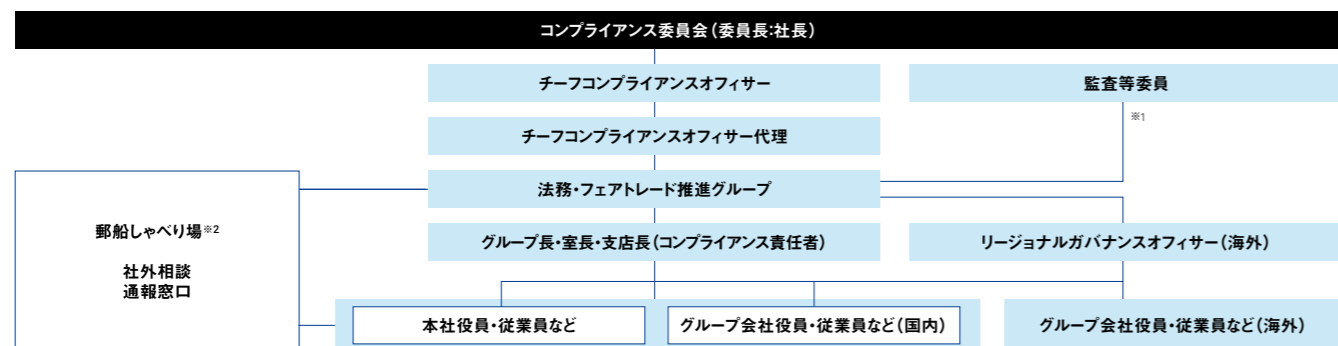 コンプライアンス委員会(委員長:社長)
チーフコンプライアンスオフィサー
監査等委員
※1
チーフコンプライアンスオフィサー代理
法務・フェアトレード推進グループ
郵船しゃべり場※2
社外相談
通報窓口
グループ長・室長・支店長(コンプライアンス責任者)
リージョナルガバナンスオフィサー(海外)
本社役員・従業員など
グループ会社役員・従業員など(国内)
グループ会社役員・従業員など(海外)